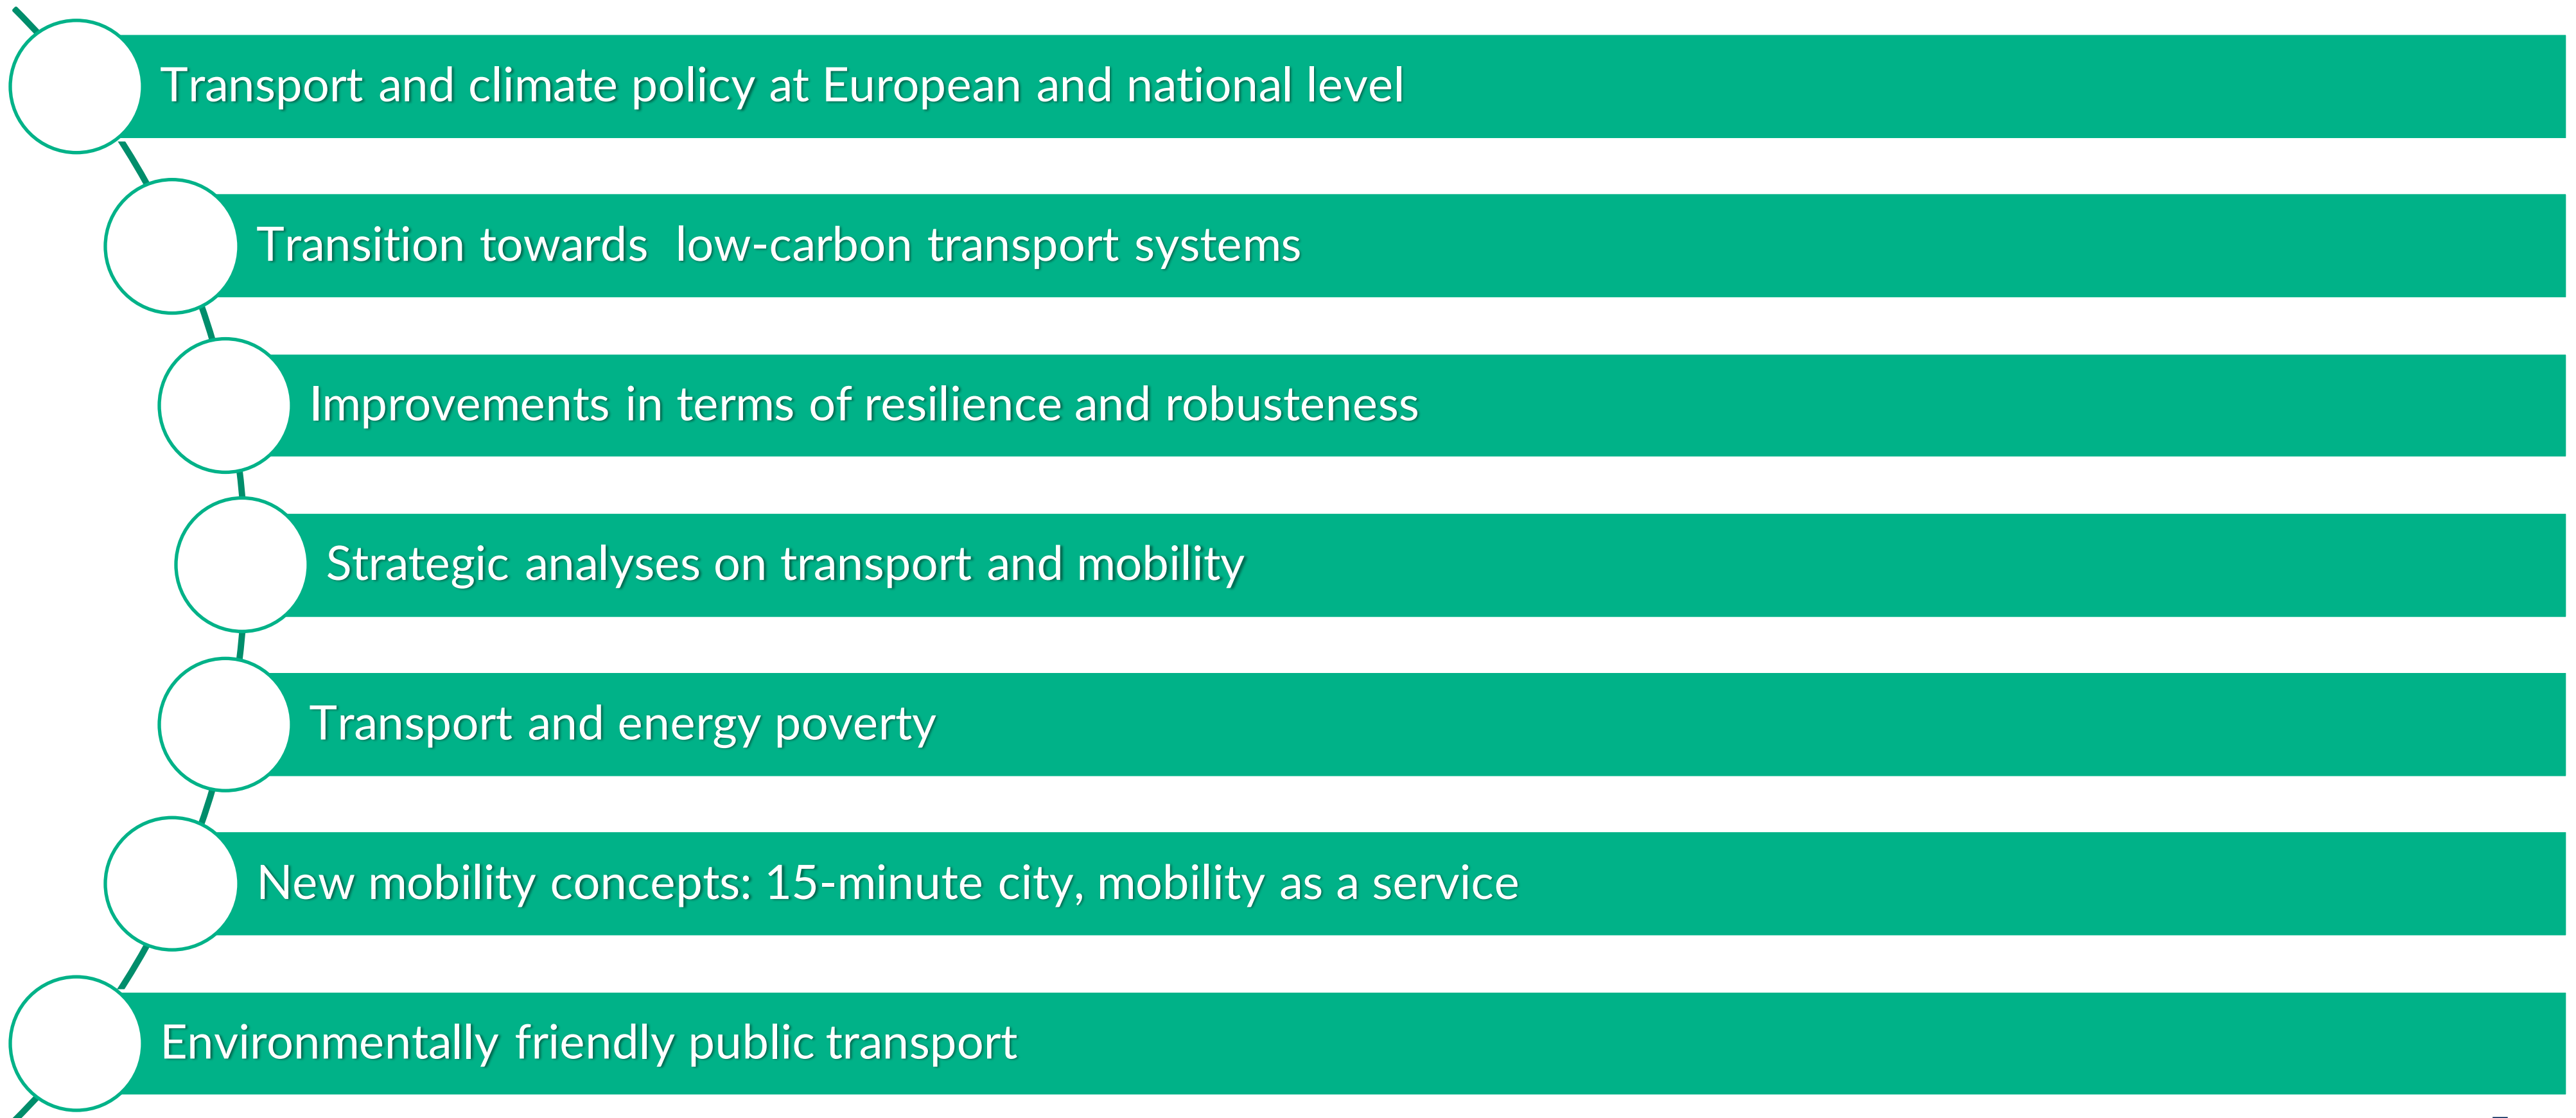 Transport and climate policy at European and national level
Transition towards  low-carbon transport systems
Improvements in terms of resilience and robusteness
Strategic analyses on transport and mobility
Transport and energy poverty
New mobility concepts: 15-minute city, mobility as a service
Environmentally friendly public transport